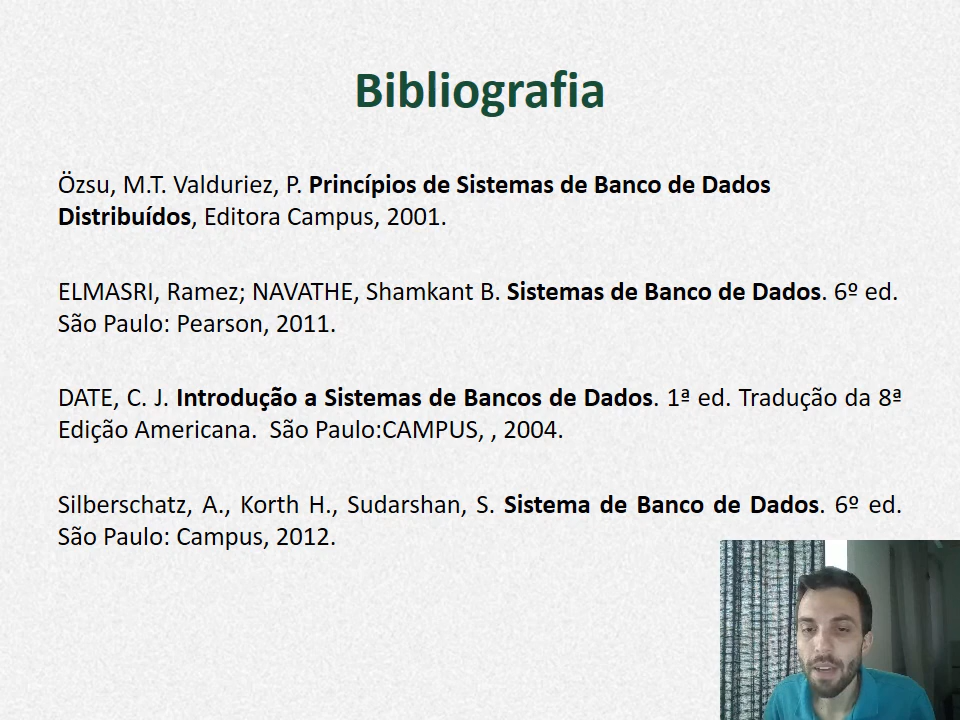 Bibliografia
Özsu, M.T. Valduriez, P. Princípios de Sistemas de Banco de Dados
Distribuídos, Editora Campus, 2001.
ELMASRI, Ramez; NAVATHE, Shamkant B. Sistemas de Banco de Dados. 6º ed.
São Paulo: Pearson, 2011.
DATE, C. J. Introdução a Sistemas de Bancos de Dados. 1ª ed. Tradução da 8ª
Edição Americana.  São Paulo:CAMPUS, , 2004.
Silberschatz, A., Korth H., Sudarshan, S. Sistema de Banco de Dados. 6º ed.
São Paulo: Campus, 2012.